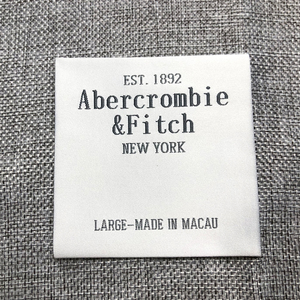 EST. 1892
Abercrombie
&Fitch
NEW YORK
LARGE-MADE IN MACAU